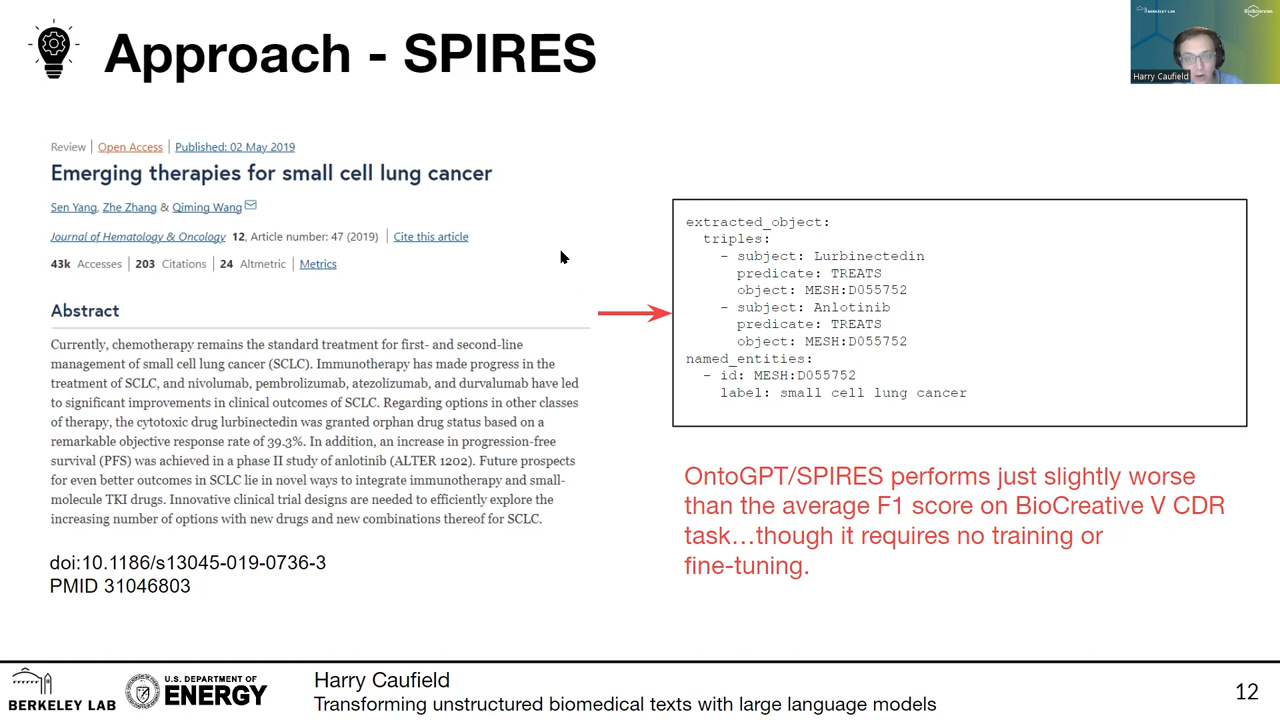 Approach - SPIRES
BERKELEY LAB
BIOSCIENCES
Harry Caufield
Review | Open Access | Published: 02 May 2019
Emerging therapies for small cell lung cancer
Sen Yang, Zhe Zhang & Qiming Wang
Journal of Hematology & Oncology 12, Article number: 47 (2019) | Cite this article
43k Accesses | 203 Citations | 24 Altmetric | Metrics
Abstract
Currently, chemotherapy remains the standard treatment for first- and second-line
management of small cell lung cancer (SCLC). Immunotherapy has made progress in the
treatment of SCLC, and nivolumab, pembrolizumab, atezolizumab, and durvalumab have led
to significant improvements in clinical outcomes of SCLC. Regarding options in other classes
of therapy, the cytotoxic drug lurbinectedin was granted orphan drug status based on a
remarkable objective response rate of 39.3%. In addition, an increase in progression-free
survival (PFS) was achieved in a phase II study of anlotinib (ALTER 1202). Future prospects
for even better outcomes in SCLC lie in novel ways to integrate immunotherapy and small-
molecule TKI drugs. Innovative clinical trial designs are needed to efficiently explore the
increasing number of options with new drugs and new combinations thereof for SCLC.
doi:10.1186/s13045-019-0736-3
PMID 31046803
extracted_object:
triples:
- subject: Lurbinectedin
predicate: TREATS
object: MESH:D055752
- subject: Anlotinib
predicate: TREATS
object: MESH:D055752
named_entities:
- id: MESH:D055752
label: small cell lung cancer
OntoGPT/SPIRES performs just slightly worse
than the average F1 score on BioCreative V CDR
task…though it requires no training or
fine-tuning.
BERKELEY LAB
U.S. DEPARTMENT OF
ENERGY
Harry Caufield
Transforming unstructured biomedical texts with large language models
12